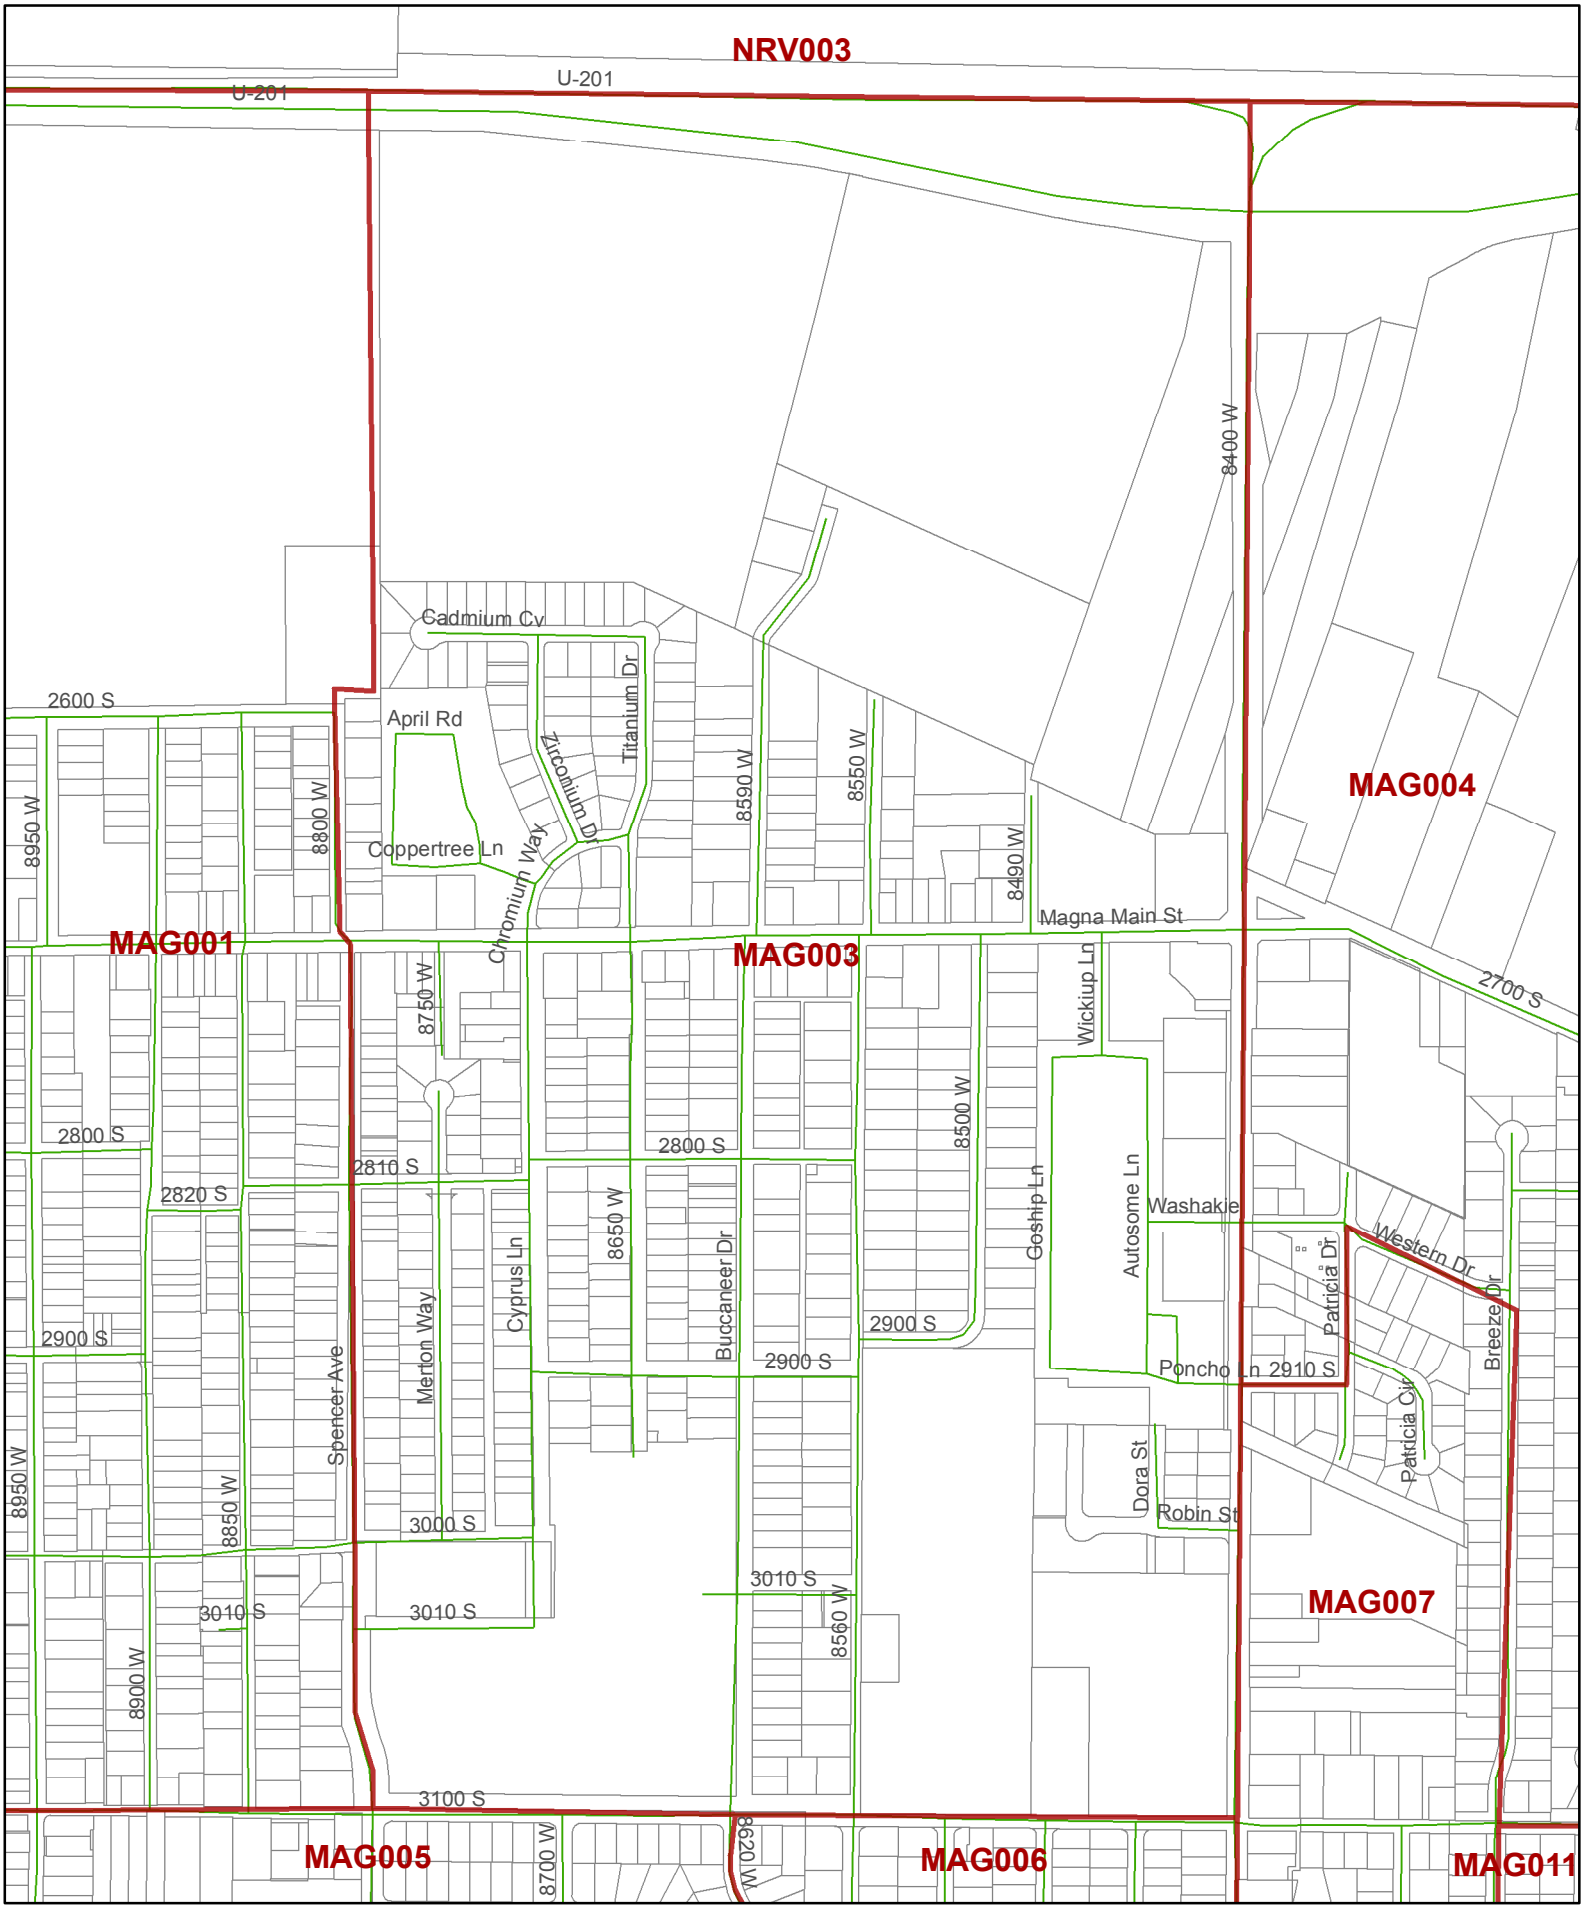 NRV003
U-201
U-201
8400 W
Cadmium Cv
Titanium Dr
2600 S
April Rd
Zirconium Dr
8590 W
8550 W
MAG004
8950 W
8800 W
Coppertree Ln
Chromium Way
8490 W
Magna Main St
MAG001
MAG003
2700 S
8750 W
Wickiup Ln
8500 W
2800 S
2800 S
2810 S
2820 S
8650 W
Goship Ln
Autosome Ln
Washakie
Buccaneer Dr
Cyprus Ln
Merton Way
Western Dr
Patricia Dr
Breeze Dr
2900 S
2900 S
2900 S
Poncho Ln
2910 S
Spencer Ave
Patricia Cir
8950 W
8850 W
Dora St
Robin St
3000 S
3010 S
3010 S
3010 S
8560 W
MAG007
8900 W
3100 S
MAG005
8700 W
8620 W
MAG006
MAG011